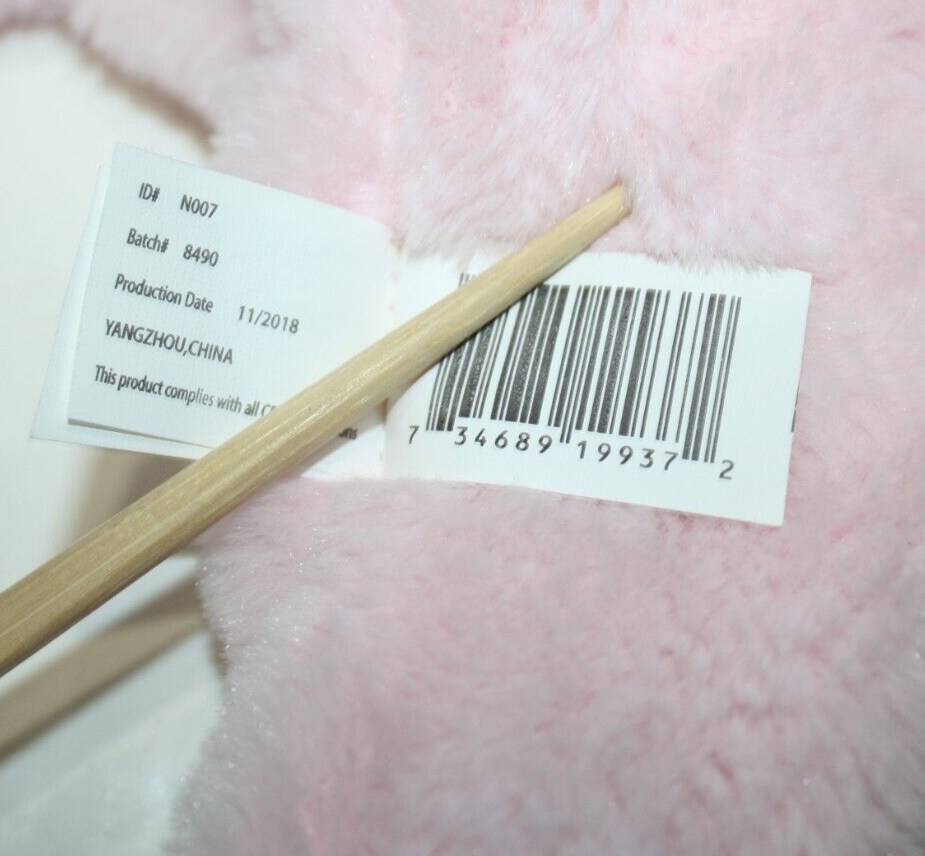 ID# N007
Batch# 8490
Production Date 11/2018
YANGZHOU,CHINA
This product complies with all
7 34689 19937 2